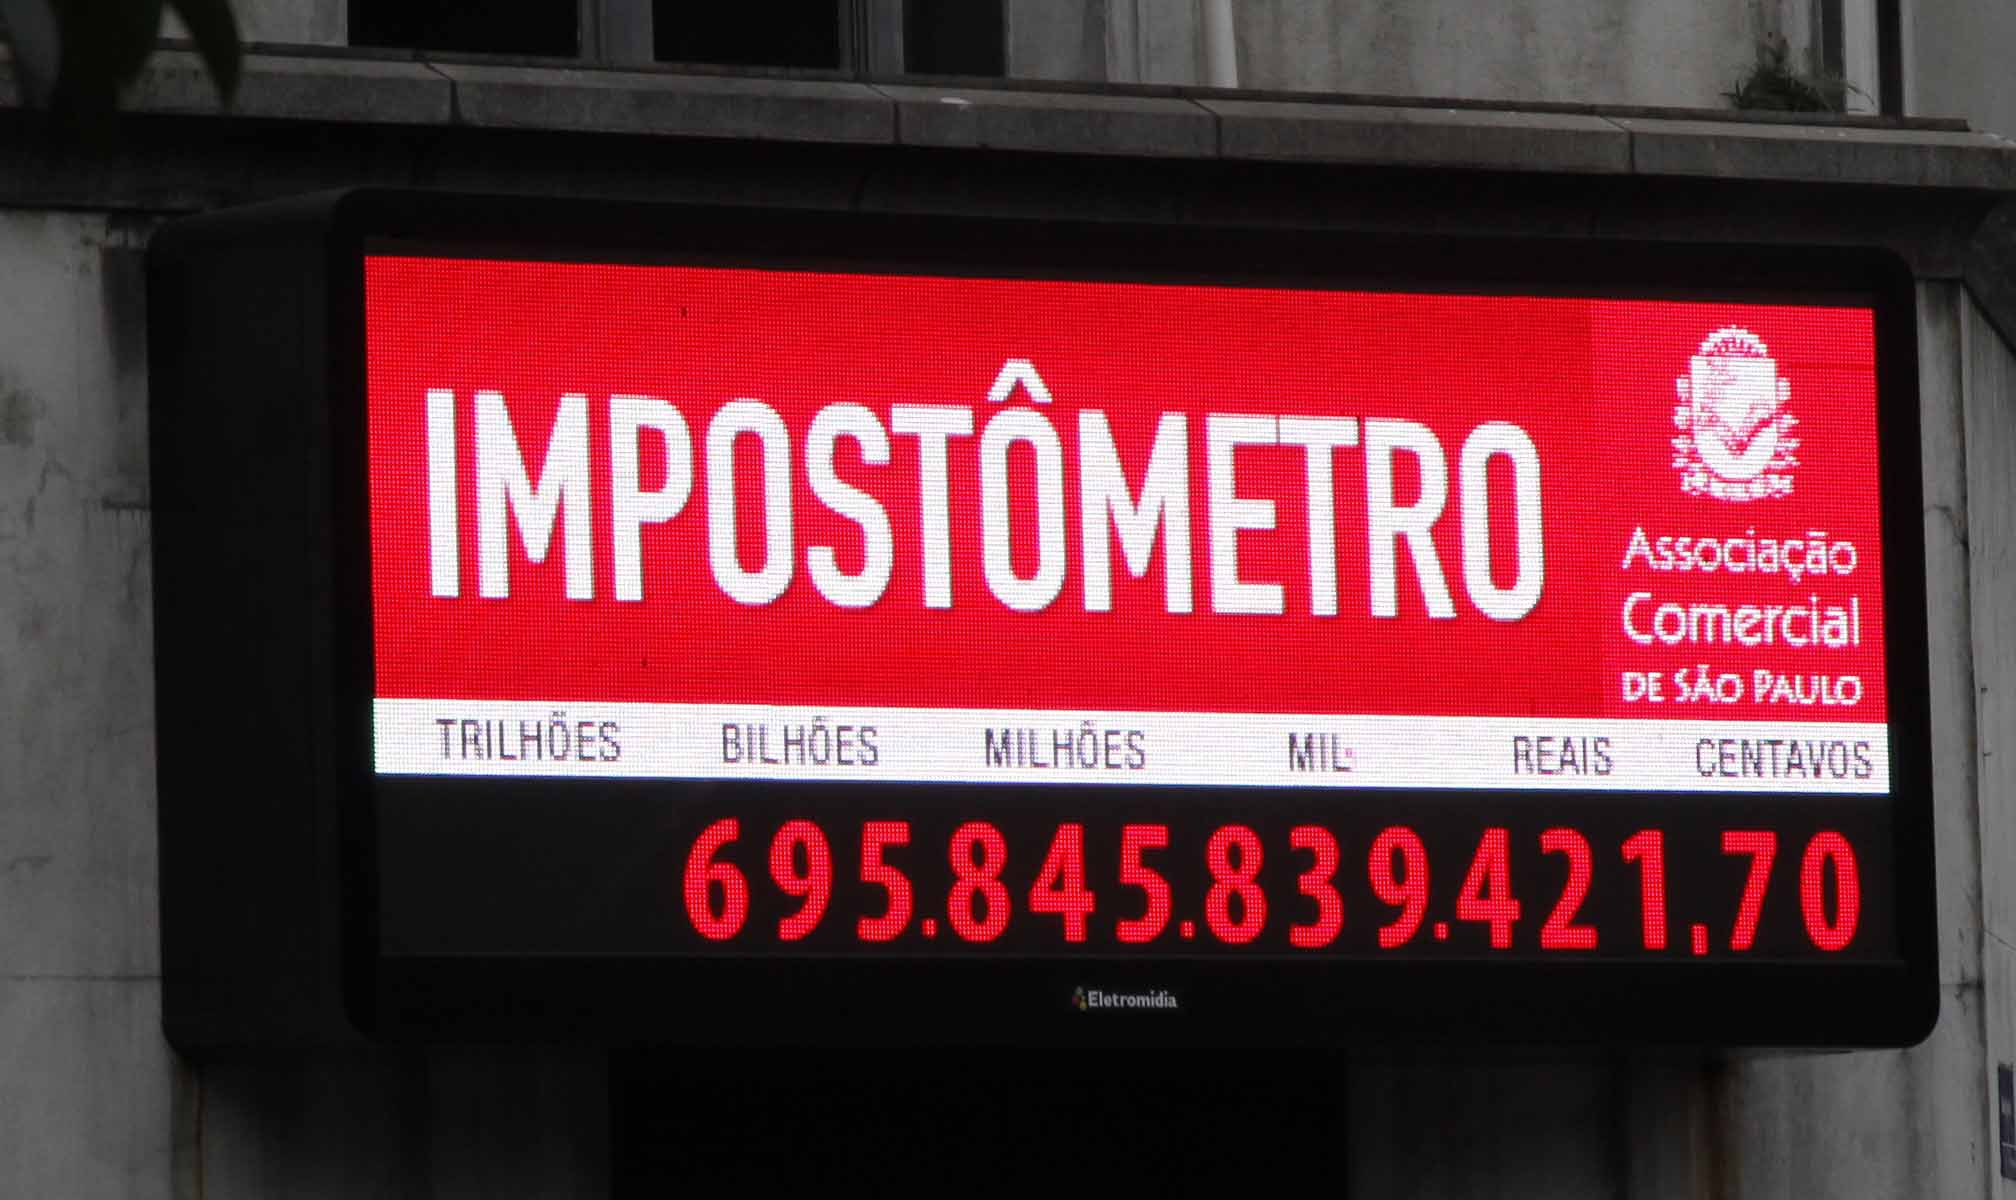 IMPOSTÔMETRO
Associação
Comercial
DE SÃO PAULO
TRILHÕES BILHÕES MILHÕES MIL REAIS CENTAVOS
695.845.839.421,70
Eletromidia